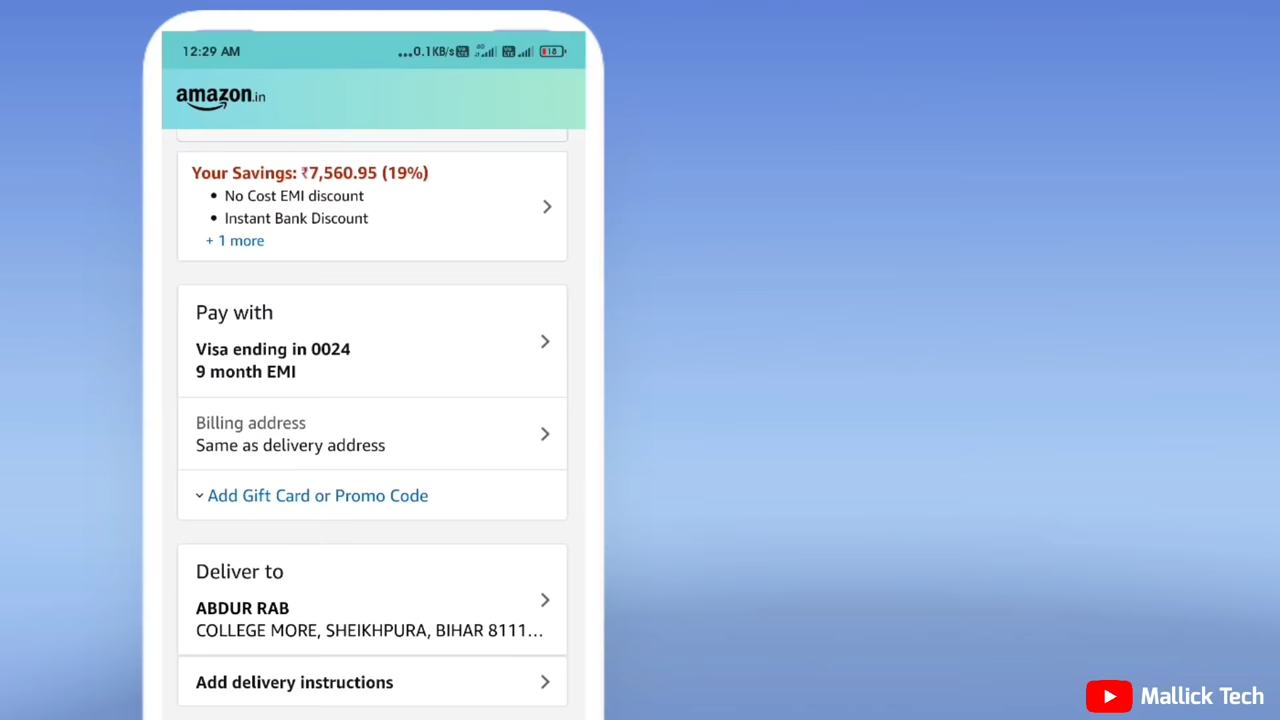 12:29 AM
...0.1KB/s 4G 18
amazon.in
Your Savings: ₹7,560.95 (19%)
• No Cost EMI discount
• Instant Bank Discount
+ 1 more
Pay with
Visa ending in 0024
9 month EMI
Billing address
Same as delivery address
Add Gift Card or Promo Code
Deliver to
ABDUR RAB
COLLEGE MORE, SHEIKHPURA, BIHAR 8111...
Add delivery instructions
Mallick Tech